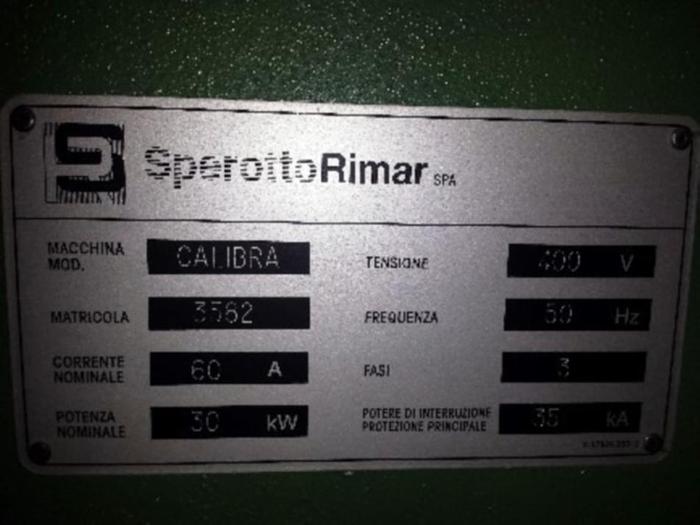 SperottoRimar SPA
MACCHINA MOD. CALIBRA
TENSIONE 400 V
MATRICOLA 3562
FREQUENZA 50 Hz
CORRENTE NOMINALE 60 A
FASI 3
POTENZA NOMINALE 30 kW
POTERE DI INTERRUZIONE PROTEZIONE PRINCIPALE 35 kA